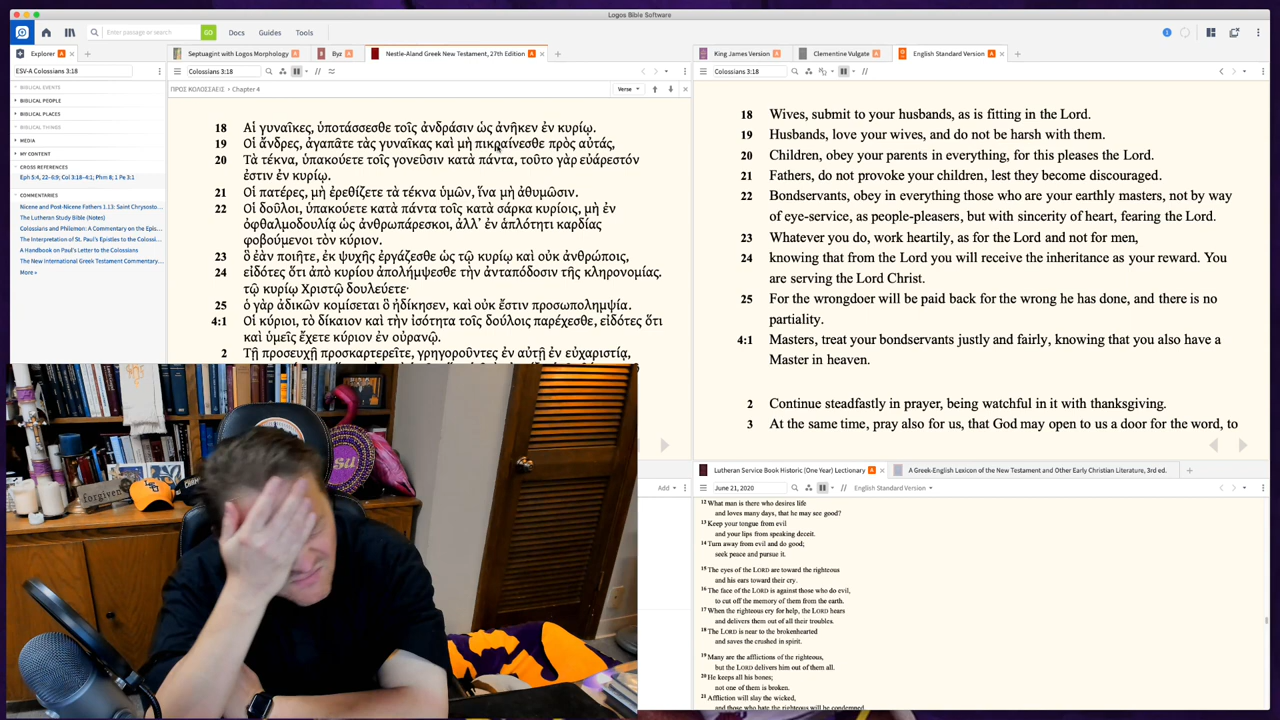 Logos Bible Software
Enter passage or search
GO
Docs
Guides
Tools
Explorer A
Septuagint with Logos Morphology A
Byz A
Nestle-Aland Greek New Testament, 27th Edition A
King James Version A
Clementine Vulgate A
English Standard Version A
ESV-A Colossians 3:18
Colossians 3:18
Colossians 3:18
BIBLICAL EVENTS
BIBLICAL PEOPLE
BIBLICAL PLACES
BIBLICAL THINGS
MEDIA
MY CONTENT
CROSS REFERENCES
Eph 5:4, 22–6:9; Col 3:18–4:1; Phm 8; 1 Pe 3:1
COMMENTARIES
Nicene and Post-Nicene Fathers 1.13: Saint Chrysosto...
The Lutheran Study Bible (Notes)
Colossians and Philemon: A Commentary on the Epis...
The Interpretation of St. Paul's Epistles to the Colossi...
A Handbook on Paul's Letter to the Colossians
The New International Greek Testament Commentary...
More »
ΠΡΟΣ ΚΟΛΟΣΣΑΕΙΣ › Chapter 4
Verse
18 Αἱ γυναῖκες, ὑποτάσσεσθε τοῖς ἀνδράσιν ὡς ἀνῆκεν ἐν κυρίῳ.
19 Οἱ ἄνδρες, ἀγαπᾶτε τὰς γυναῖκας καὶ μὴ πικραίνεσθε πρὸς αὐτάς.
20 Τὰ τέκνα, ὑπακούετε τοῖς γονεῦσιν κατὰ πάντα, τοῦτο γὰρ εὐάρεστόν
ἐστιν ἐν κυρίῳ.
21 Οἱ πατέρες, μὴ ἐρεθίζετε τὰ τέκνα ὑμῶν, ἵνα μὴ ἀθυμῶσιν.
22 Οἱ δοῦλοι, ὑπακούετε κατὰ πάντα τοῖς κατὰ σάρκα κυρίοις, μὴ ἐν
ὀφθαλμοδουλίᾳ ὡς ἀνθρωπάρεσκοι, ἀλλ᾽ ἐν ἁπλότητι καρδίας
φοβούμενοι τὸν κύριον.
23 ὃ ἐὰν ποιῆτε, ἐκ ψυχῆς ἐργάζεσθε ὡς τῷ κυρίῳ καὶ οὐκ ἀνθρώποις,
24 εἰδότες ὅτι ἀπὸ κυρίου ἀπολήμψεσθε τὴν ἀνταπόδοσιν τῆς κληρονομίας.
τῷ κυρίῳ Χριστῷ δουλεύετε·
25 ὁ γὰρ ἀδικῶν κομίσεται ὃ ἠδίκησεν, καὶ οὐκ ἔστιν προσωπολημψία.
4:1 Οἱ κύριοι, τὸ δίκαιον καὶ τὴν ἰσότητα τοῖς δούλοις παρέχεσθε, εἰδότες ὅτι
καὶ ὑμεῖς ἔχετε κύριον ἐν οὐρανῷ.
2 Τῇ προσευχῇ προσκαρτερεῖτε, γρηγοροῦντες ἐν αὐτῇ ἐν εὐχαριστίᾳ,
18 Wives, submit to your husbands, as is fitting in the Lord.
19 Husbands, love your wives, and do not be harsh with them.
20 Children, obey your parents in everything, for this pleases the Lord.
21 Fathers, do not provoke your children, lest they become discouraged.
22 Bondservants, obey in everything those who are your earthly masters, not by way
of eye-service, as people-pleasers, but with sincerity of heart, fearing the Lord.
23 Whatever you do, work heartily, as for the Lord and not for men,
24 knowing that from the Lord you will receive the inheritance as your reward. You
are serving the Lord Christ.
25 For the wrongdoer will be paid back for the wrong he has done, and there is no
partiality.
4:1 Masters, treat your bondservants justly and fairly, knowing that you also have a
Master in heaven.
2 Continue steadfastly in prayer, being watchful in it with thanksgiving.
3 At the same time, pray also for us, that God may open to us a door for the word, to
Add
Lutheran Service Book Historic (One Year) Lectionary A
A Greek-English Lexicon of the New Testament and Other Early Christian Literature, 3rd ed.
June 21, 2020
English Standard Version
12 What man is there who desires life
and loves many days, that he may see good?
13 Keep your tongue from evil
and your lips from speaking deceit.
14 Turn away from evil and do good;
seek peace and pursue it.
15 The eyes of the LORD are toward the righteous
and his ears toward their cry.
16 The face of the LORD is against those who do evil,
to cut off the memory of them from the earth.
17 When the righteous cry for help, the LORD hears
and delivers them out of all their troubles.
18 The LORD is near to the brokenhearted
and saves the crushed in spirit.
19 Many are the afflictions of the righteous,
but the LORD delivers him out of them all.
20 He keeps all his bones;
not one of them is broken.
21 Affliction will slay the wicked,
and those who hate the righteous will be condemned.